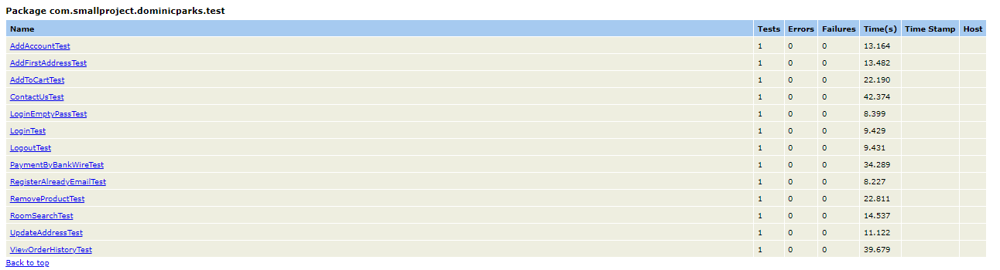 Package com.smallproject.dominicparks.test
Name Tests Errors Failures Time(s) Time Stamp Host
AddAccountTest 1 0 0 13.164
AddFirstAddressTest 1 0 0 13.482
AddToCartTest 1 0 0 22.190
ContactUsTest 1 0 0 42.374
LoginEmptyPassTest 1 0 0 8.399
LoginTest 1 0 0 9.429
LogoutTest 1 0 0 9.431
PaymentByBankWireTest 1 0 0 34.289
RegisterAlreadyEmailTest 1 0 0 8.227
RemoveProductTest 1 0 0 22.811
RoomSearchTest 1 0 0 14.537
UpdateAddressTest 1 0 0 11.122
ViewOrderHistoryTest 1 0 0 39.679
Back to top